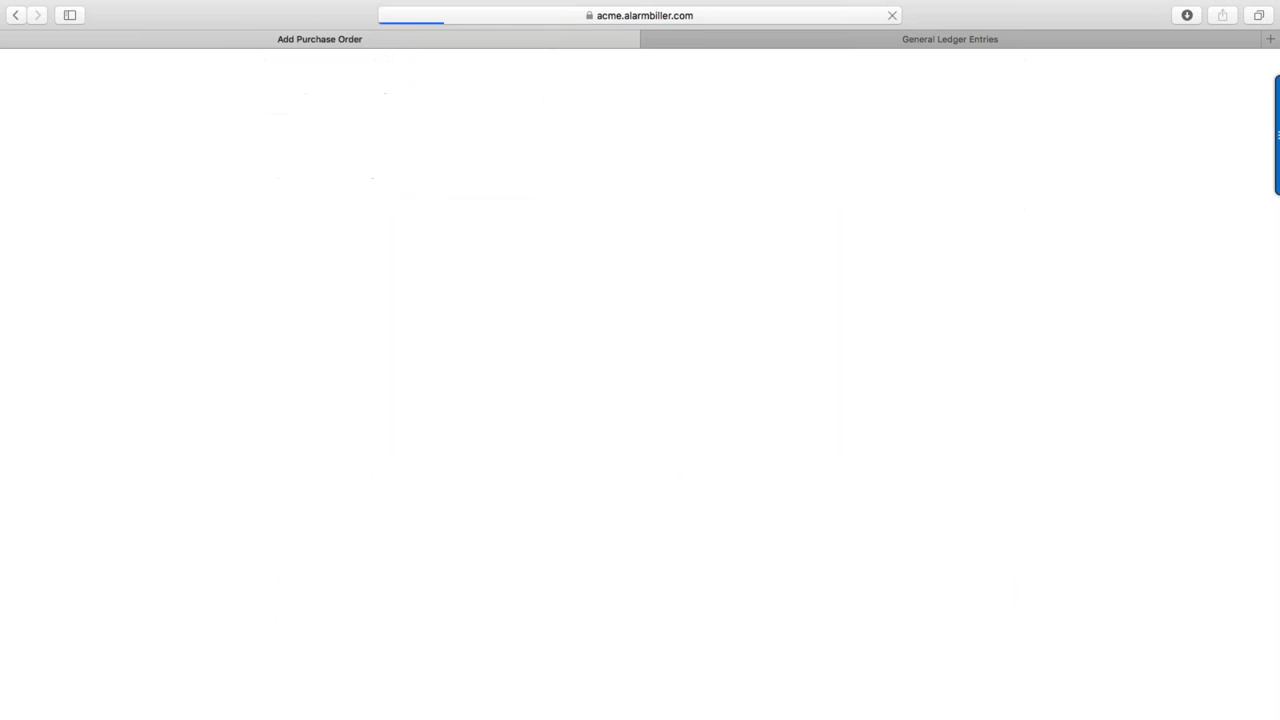 acme.alarmbiller.com
Add Purchase Order
General Ledger Entries